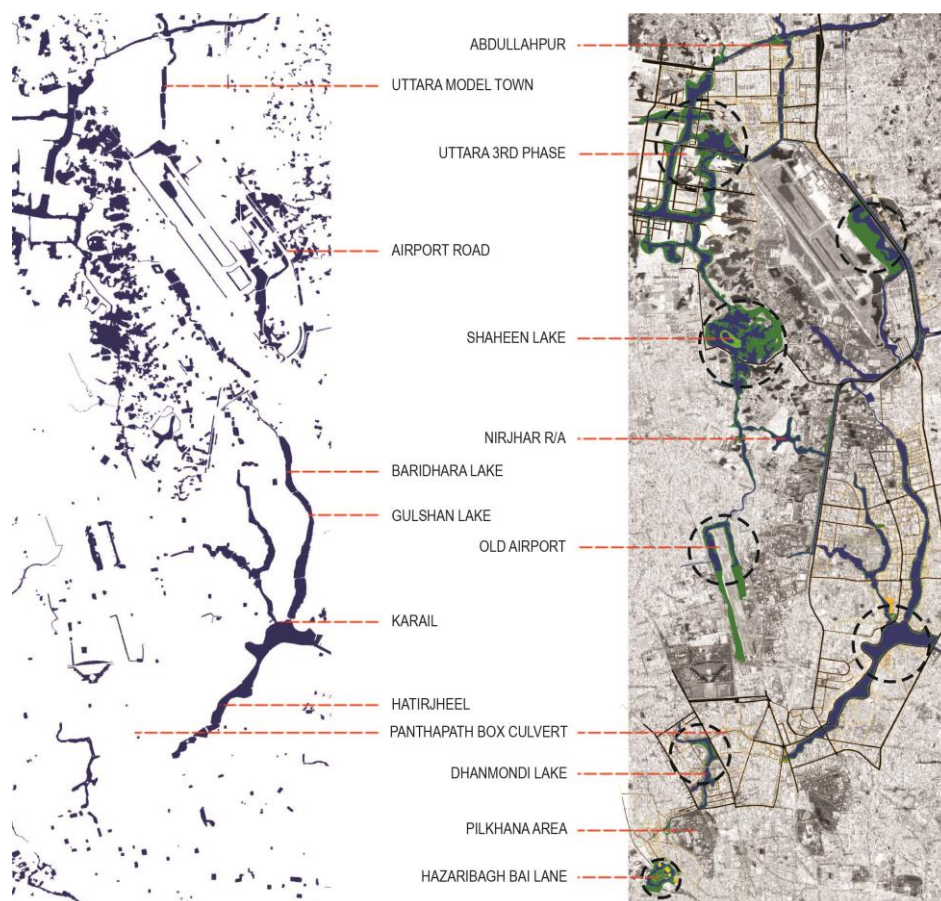 ABDULLAHPUR
UTTARA MODEL TOWN
UTTARA 3RD PHASE
AIRPORT ROAD
SHAHEEN LAKE
NIRJHAR R/A
BARIDHARA LAKE
GULSHAN LAKE
OLD AIRPORT
KARAIL
HATIRJHEEL
PANTHAPATH BOX CULVERT
DHANMONDI LAKE
PILKHANA AREA
HAZARIBAGH BAI LANE